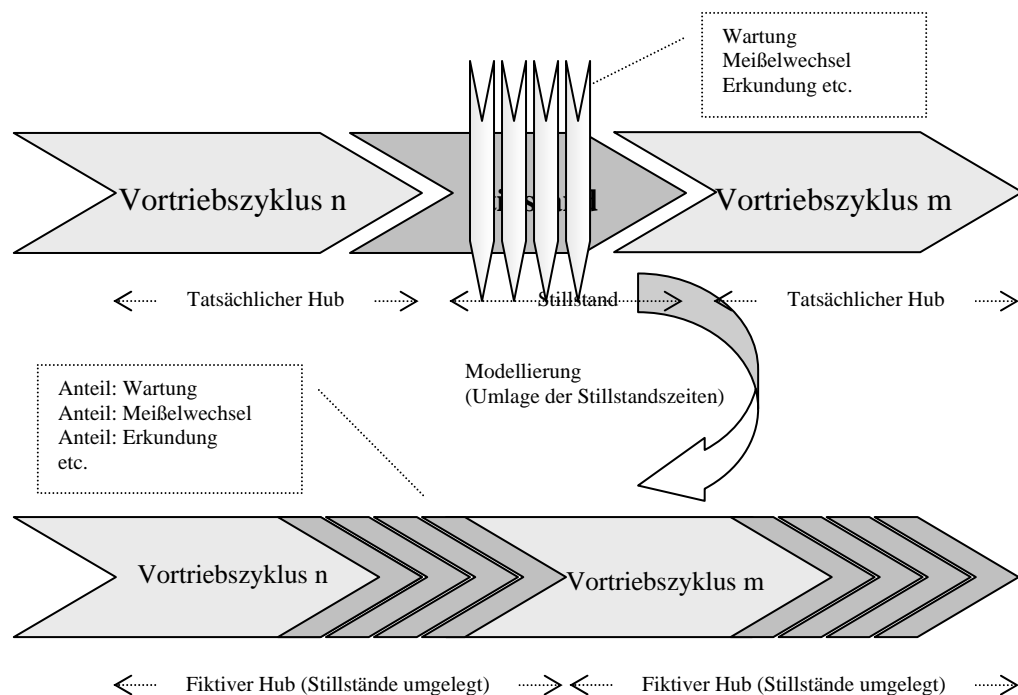 Wartung
Meißelwechsel
Erkundung etc.
Vortriebszyklus n
Vortriebszyklus m
Tatsächlicher Hub
Stillstand
Tatsächlicher Hub
Modellierung
(Umlage der Stillstandszeiten)
Anteil: Wartung
Anteil: Meißelwechsel
Anteil: Erkundung
etc.
Vortriebszyklus n
Vortriebszyklus m
Fiktiver Hub (Stillstände umgelegt)
Fiktiver Hub (Stillstände umgelegt)